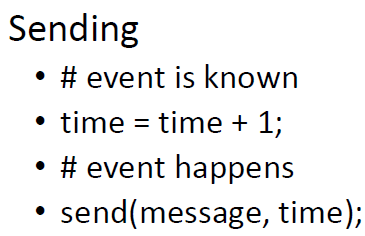 Sending
• # event is known
• time = time + 1;
• # event happens
• send(message, time);